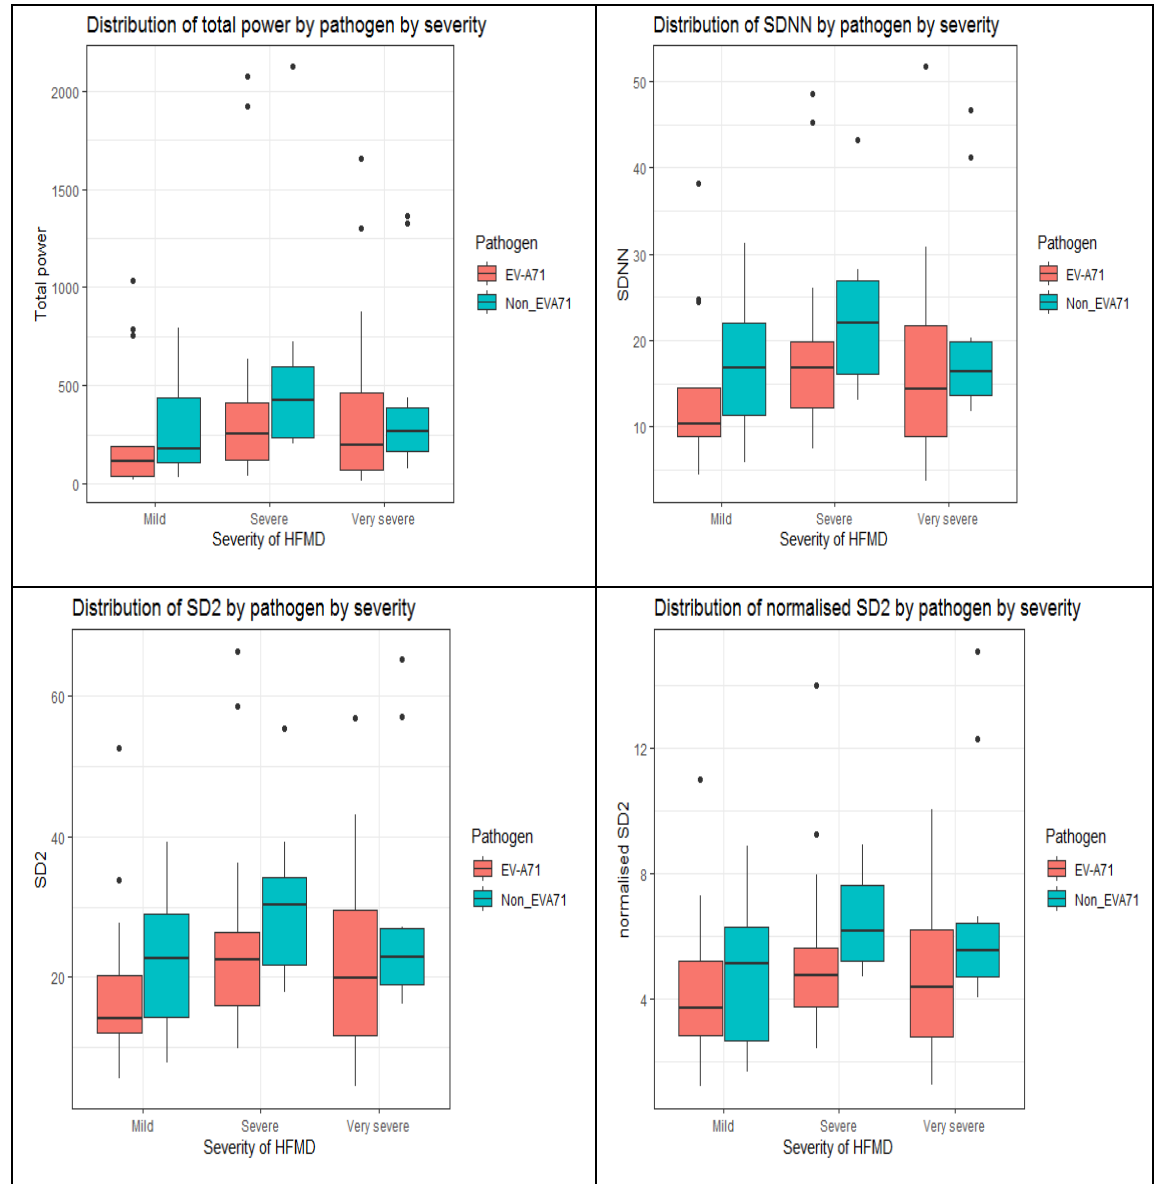 Distribution of total power by pathogen by severity
Total power
2000
1500
1000
500
0
Mild Severe Very severe
Severity of HFMD
Pathogen
EV-A71
Non_EVA71
Distribution of SDNN by pathogen by severity
SDNN
50
40
30
20
10
Mild Severe Very severe
Severity of HFMD
Pathogen
EV-A71
Non_EVA71
Distribution of SD2 by pathogen by severity
SD2
60
40
20
Mild Severe Very severe
Severity of HFMD
Pathogen
EV-A71
Non_EVA71
Distribution of normalised SD2 by pathogen by severity
normalised SD2
12
8
4
Mild Severe Very severe
Severity of HFMD
Pathogen
EV-A71
Non_EVA71